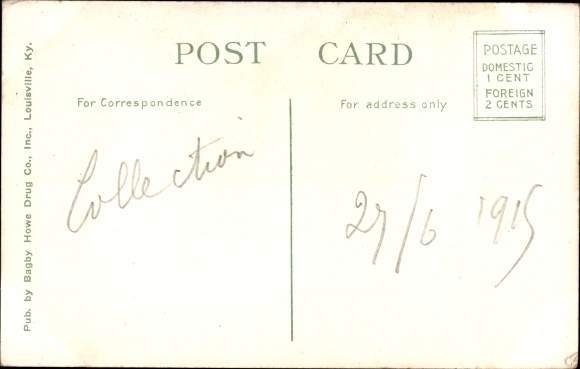 POST CARD
POSTAGE
DOMESTIC
1 CENT
FOREIGN
2 CENTS
For Correspondence
For address only
Collection
27/6 1915
Pub. by Bagby Howe Drug Co., Inc., Louisville, Ky.